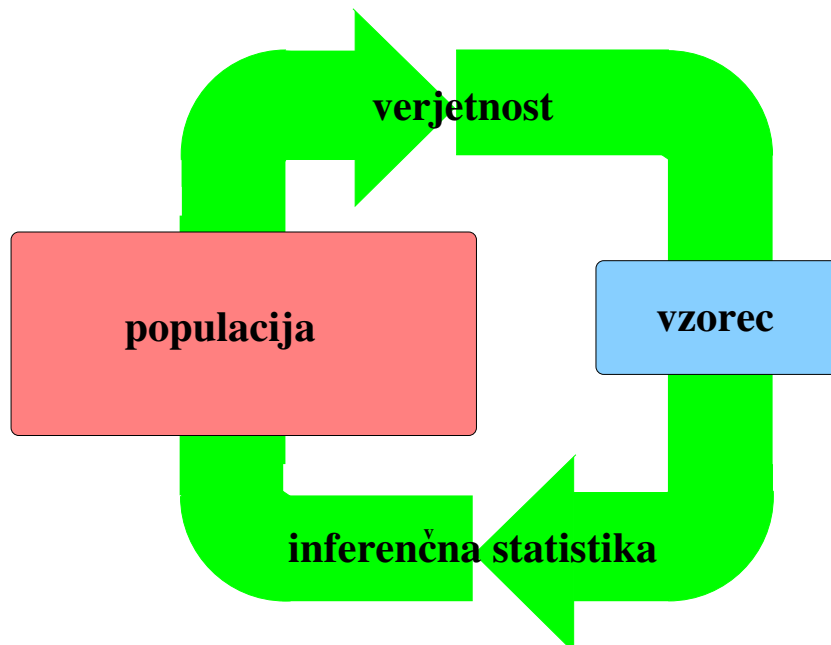 verjetnost
populacija
vzorec
inferenčna statistika